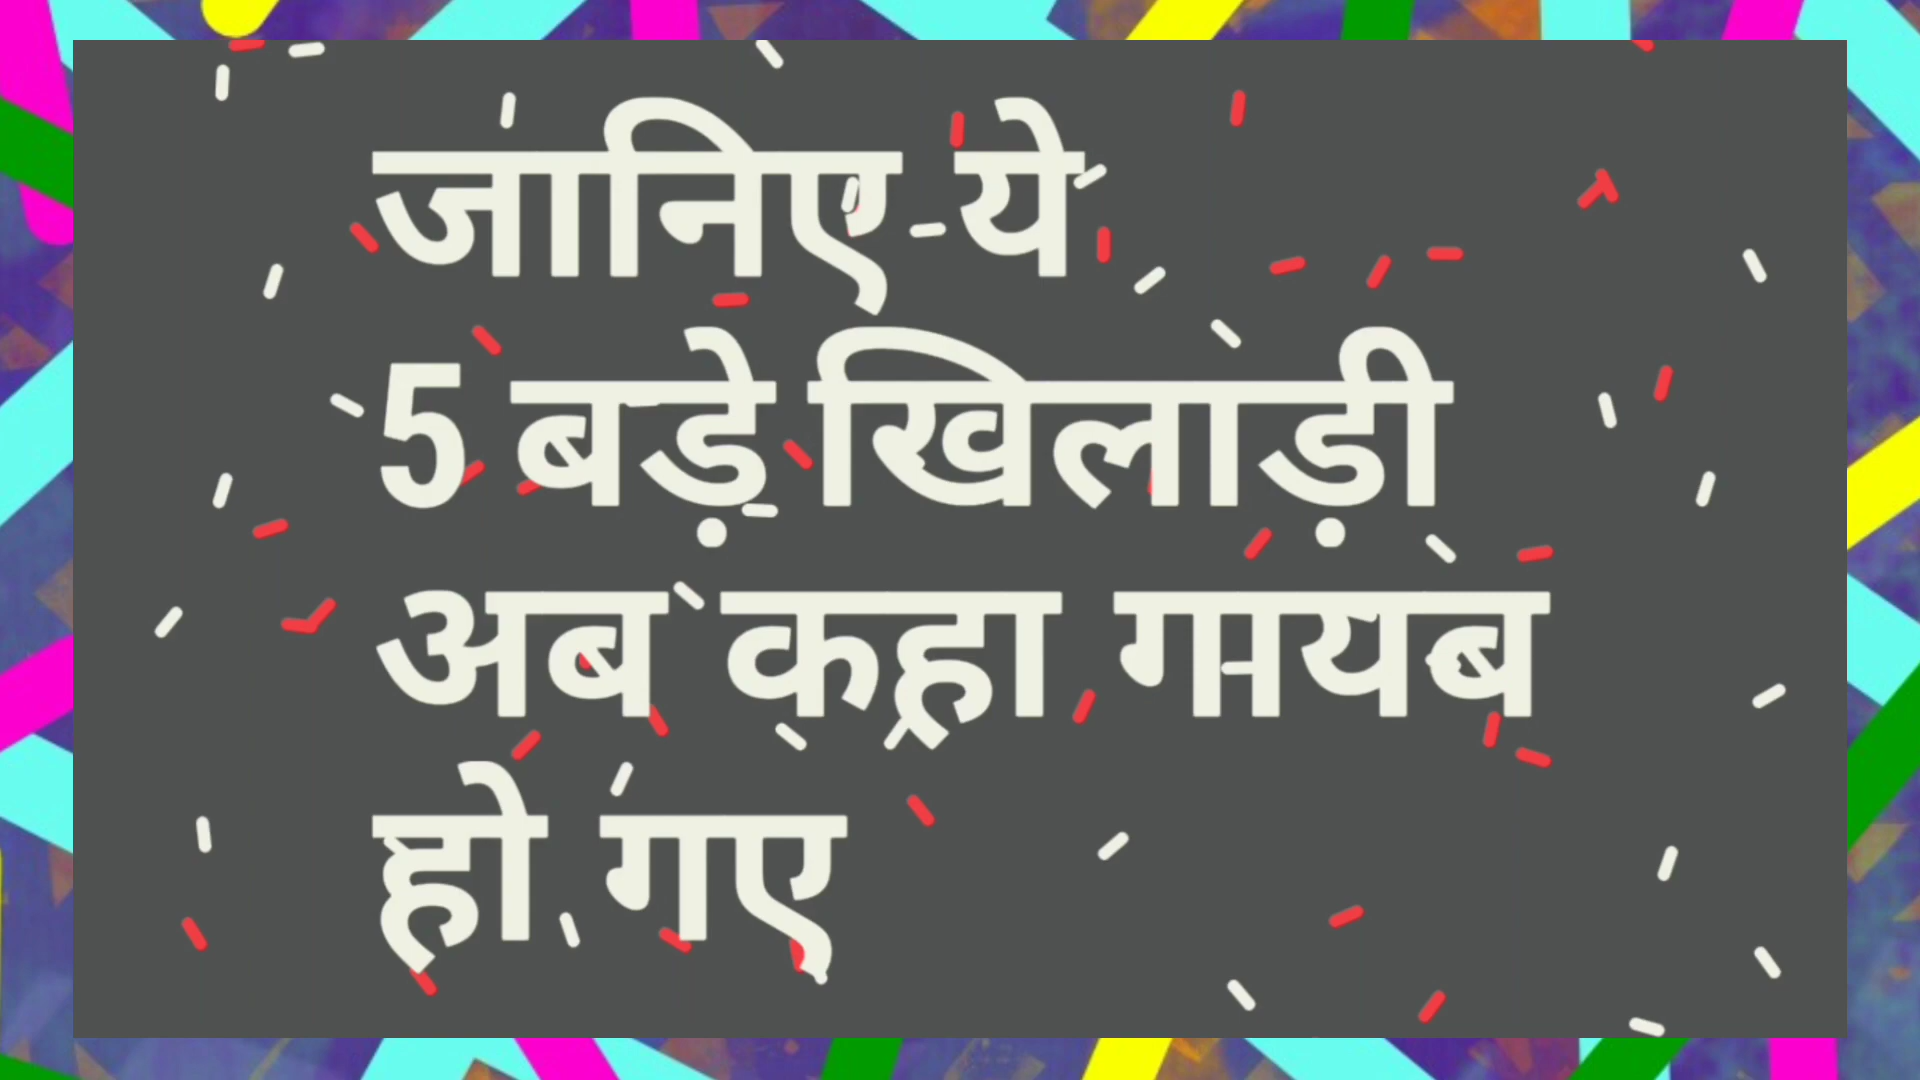 जानिए ये
5 बड़े खिलाड़ी
अब कहा गायब
हो गए